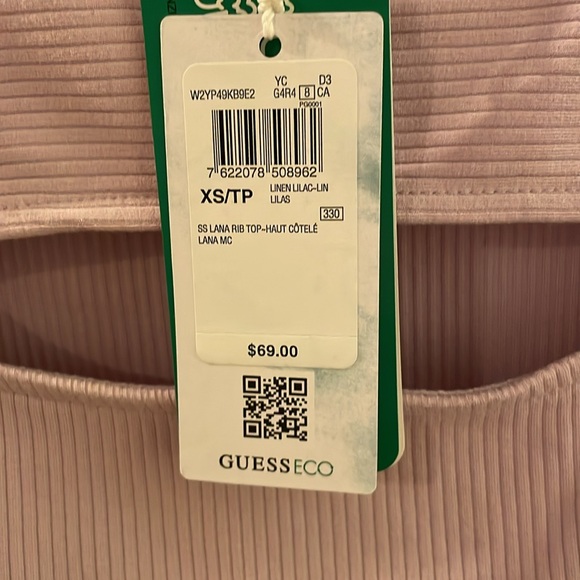 YC D3
W2YP49KB9E2 G4R4 8 CA
PG0001
7 622078 508962
XS/TP LINEN LILAC-LIN
LILAS
330
SS LANA RIB TOP-HAUT CÔTELÉ
LANA MC
$69.00
GUESSECO